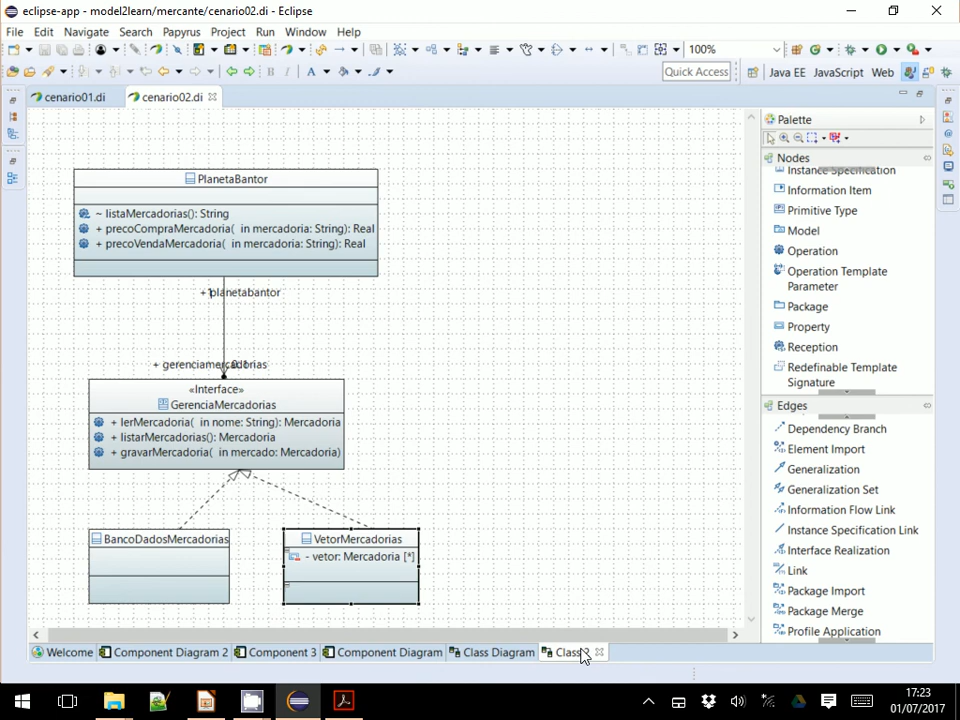 eclipse-app - model2learn/mercante/cenario02.di - Eclipse
File Edit Navigate Search Papyrus Project Run Window Help
100%
Quick Access
Java EE JavaScript Web
cenario01.di
cenario02.di
Palette
Nodes
Instance Specification
Information Item
Primitive Type
Model
Operation
Operation Template
Parameter
Package
Property
Reception
Redefinable Template
Signature
Edges
Dependency Branch
Element Import
Generalization
Generalization Set
Information Flow Link
Instance Specification Link
Interface Realization
Link
Package Import
Package Merge
Profile Application
PlanetaBantor
~ listaMercadorias(): String
+ precoCompraMercadoria( in mercadoria: String): Real
+ precoVendaMercadoria( in mercadoria: String): Real
+ planetabantor
+ gerenciamercadorias
«Interface»
GerenciaMercadorias
+ lerMercadoria( in nome: String): Mercadoria
+ listarMercadorias(): Mercadoria
+ gravarMercadoria( in mercado: Mercadoria)
BancoDadosMercadorias
VetorMercadorias
- vetor: Mercadoria [*]
Welcome Component Diagram 2 Component 3 Component Diagram Class Diagram Class
17:23
01/07/2017